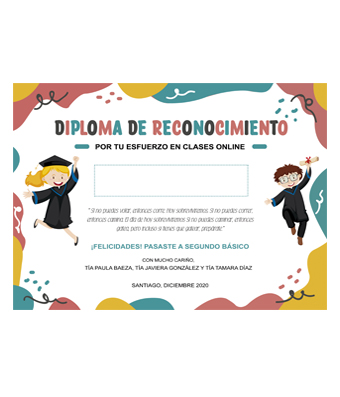 DIPLOMA DE RECONOCIMIENTO
POR TU ESFUERZO EN CLASES ONLINE
"Si no puedes volar, entonces corre, hoy sobrevivimos. Si no puedes correr,
entonces camina. El día de hoy sobrevivimos. Si no puedes caminar, entonces
gatea, pero incluso si tienes que gatear, prepárate."
¡FELICIDADES! PASASTE A SEGUNDO BÁSICO
CON MUCHO CARIÑO,
TÍA PAULA BAEZA, TÍA JAVIERA GONZÁLEZ Y TÍA TAMARA DÍAZ
SANTIAGO, DICIEMBRE 2020